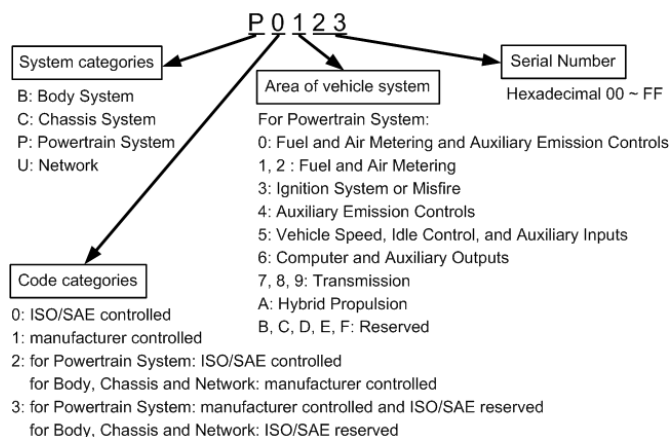 P 0 1 2 3
System categories
B: Body System
C: Chassis System
P: Powertrain System
U: Network
Area of vehicle system
For Powertrain System:
0: Fuel and Air Metering and Auxiliary Emission Controls
1, 2 : Fuel and Air Metering
3: Ignition System or Misfire
4: Auxiliary Emission Controls
5: Vehicle Speed, Idle Control, and Auxiliary Inputs
6: Computer and Auxiliary Outputs
7, 8, 9: Transmission
A: Hybrid Propulsion
B, C, D, E, F: Reserved
Serial Number
Hexadecimal 00 ~ FF
Code categories
0: ISO/SAE controlled
1: manufacturer controlled
2: for Powertrain System: ISO/SAE controlled
for Body, Chassis and Network: manufacturer controlled
3: for Powertrain System: manufacturer controlled and ISO/SAE reserved
for Body, Chassis and Network: ISO/SAE reserved